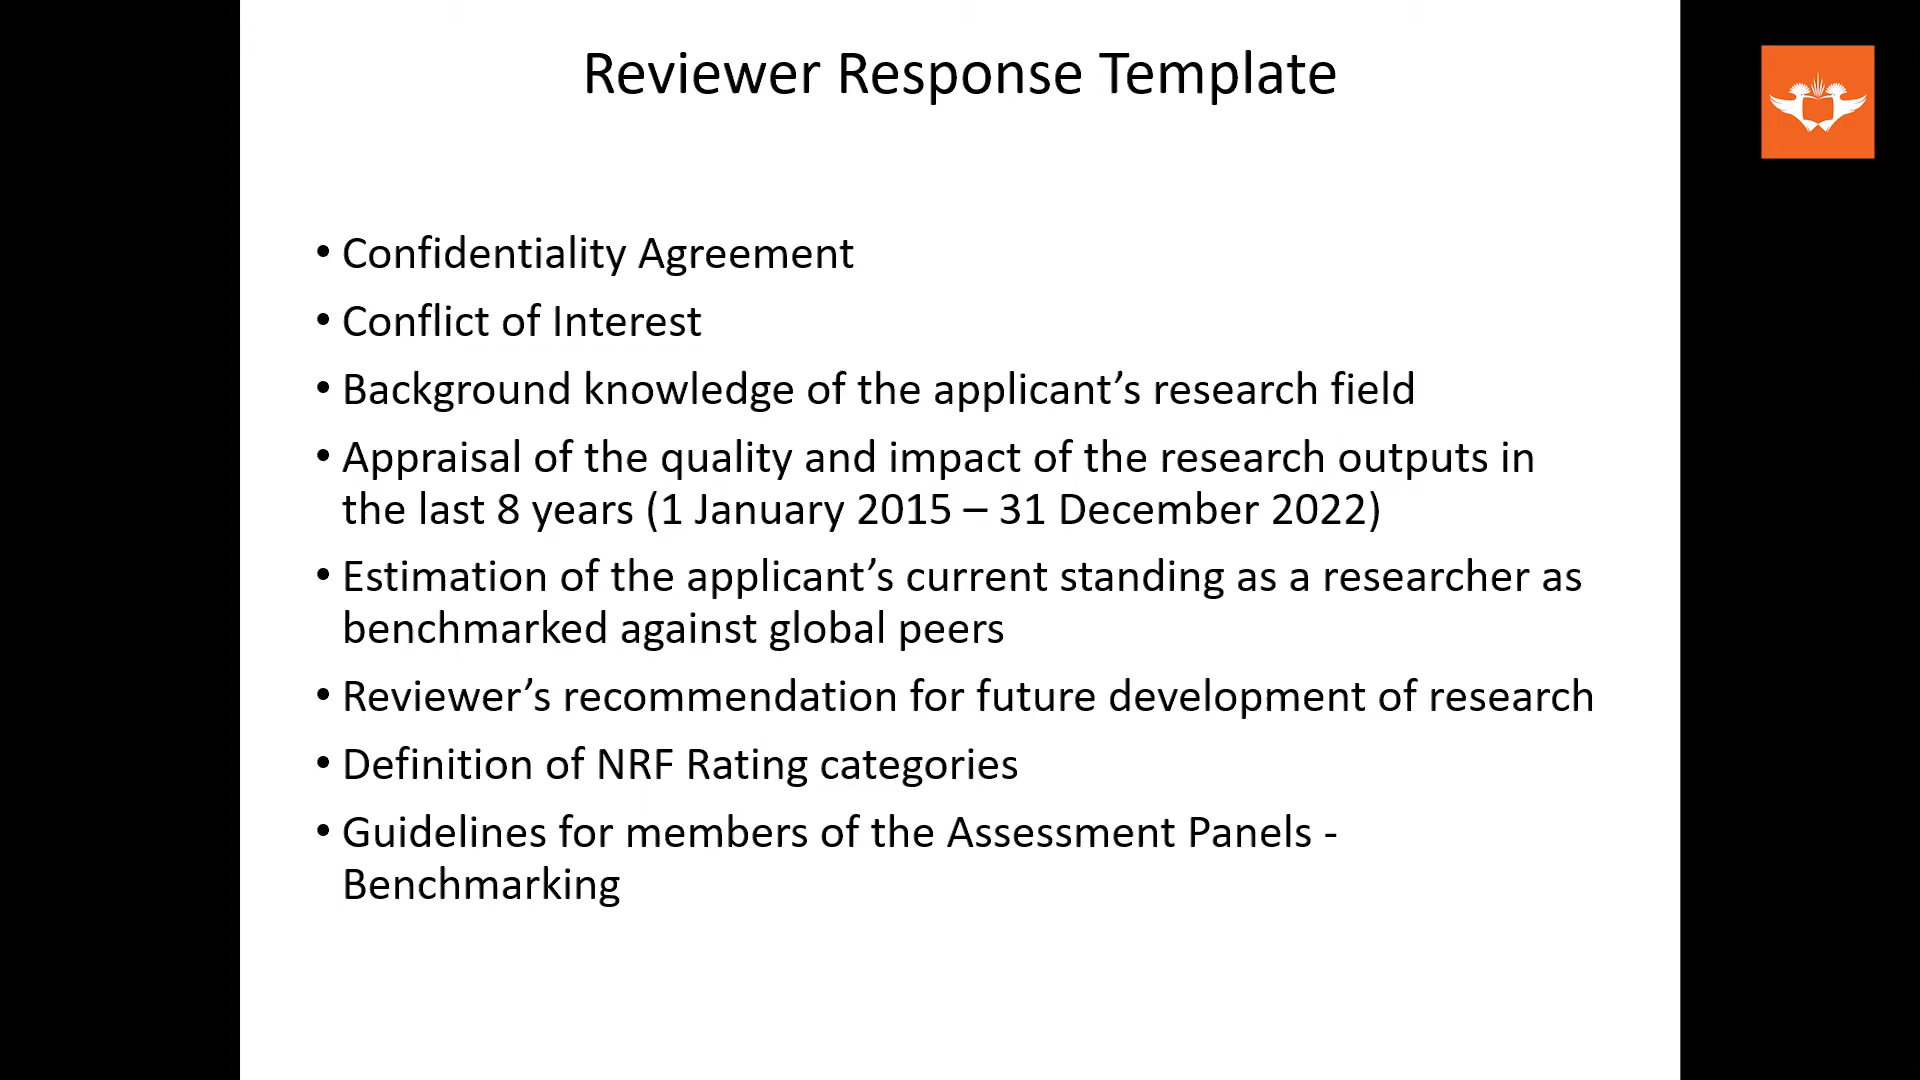 Reviewer Response Template
• Confidentiality Agreement
• Conflict of Interest
• Background knowledge of the applicant’s research field
• Appraisal of the quality and impact of the research outputs in
the last 8 years (1 January 2015 – 31 December 2022)
• Estimation of the applicant’s current standing as a researcher as
benchmarked against global peers
• Reviewer’s recommendation for future development of research
• Definition of NRF Rating categories
• Guidelines for members of the Assessment Panels -
Benchmarking